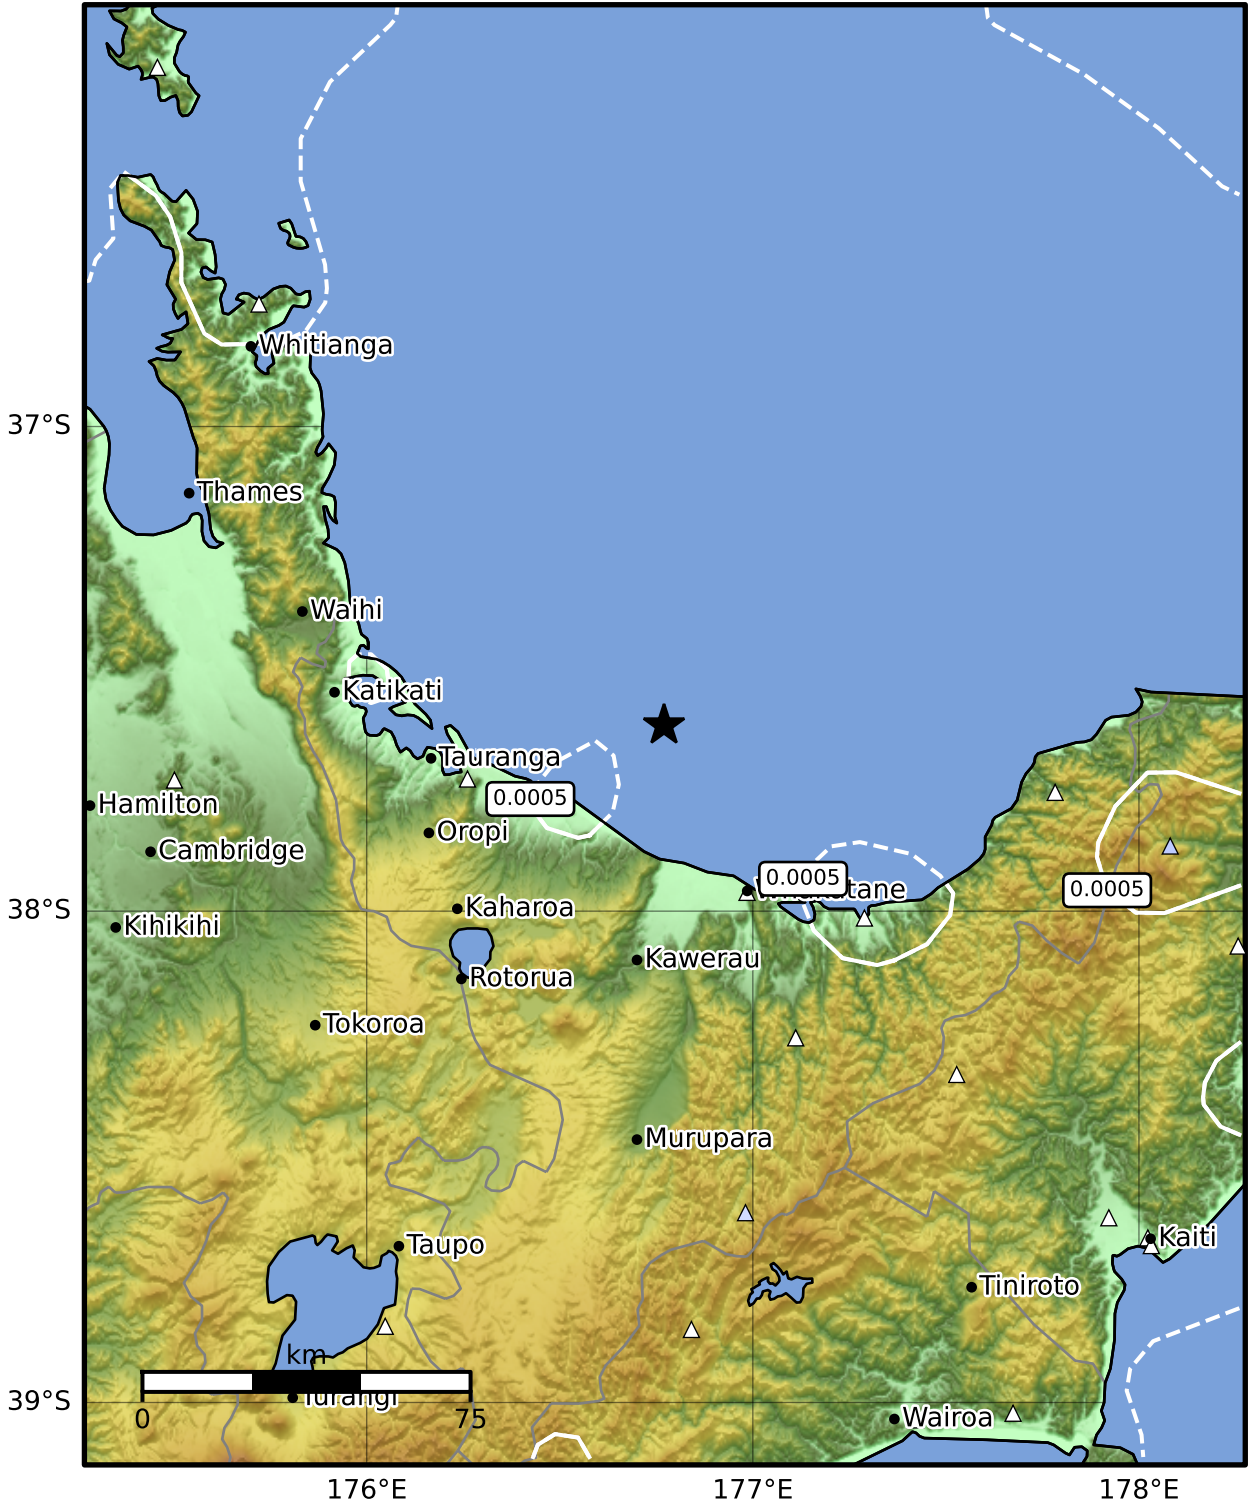 Whitianga
37°S
Thames
Waihi
Katikati
Tauranga
0.0005
Hamilton
Oropi
Cambridge
0.0005
0.0005
38°S
Kaharoa
Kihikihi
Kawerau
Rotorua
Tokoroa
Murupara
Kaiti
Taupo
Tiniroto
km
39°S
Turangi
0
75
Wairoa
176°E
177°E
178°E